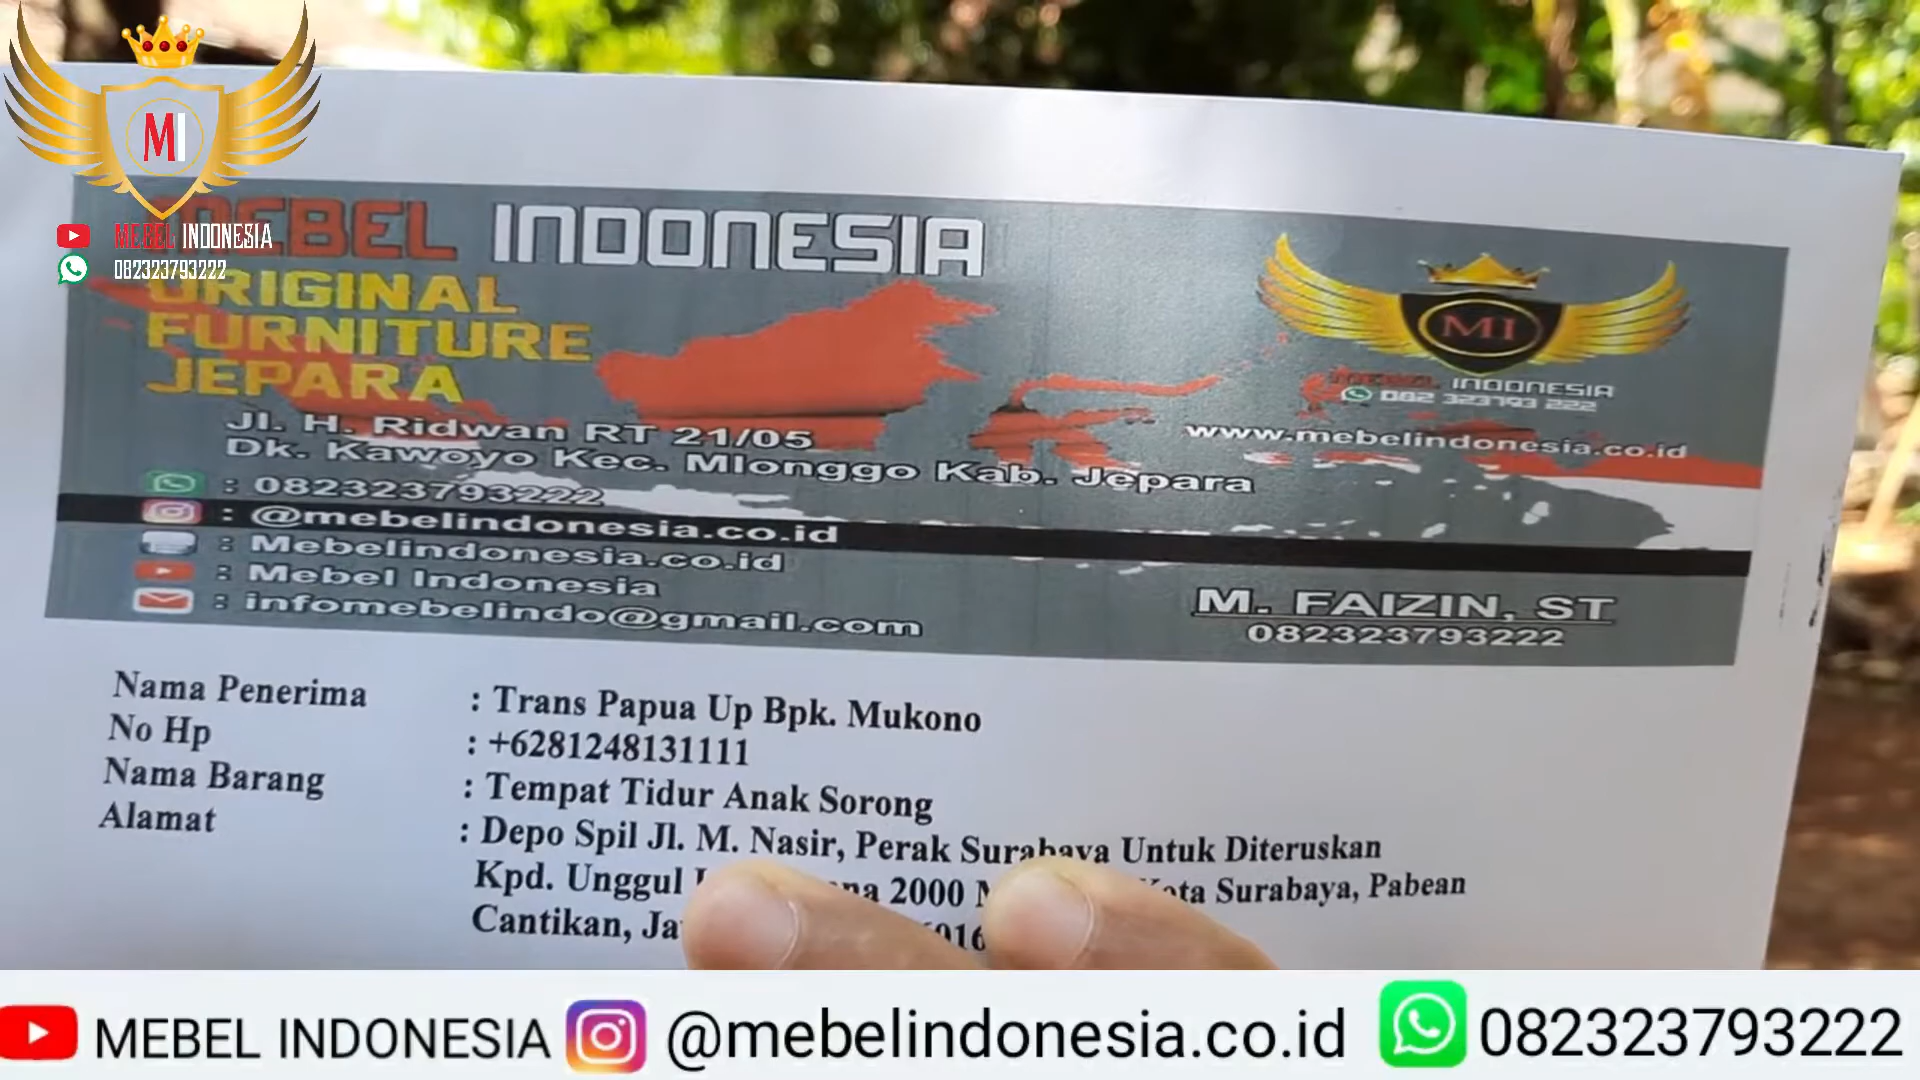 MI
MEBEL INDONESIA
082323793222
MEBEL INDONESIA
ORIGINAL
FURNITURE
JEPARA
Jl. H. Ridwan RT 21/05
Dk. Kawoyo Kec. Mlonggo Kab. Jepara
: 082323793222
: @mebelindonesia.co.id
: Mebelindonesia.co.id
: Mebel Indonesia
: infomebelindo@gmail.com
MI
MEBEL INDONESIA
082 323793 222
www.mebelindonesia.co.id
M. FAIZIN, ST
082323793222
Nama Penerima : Trans Papua Up Bpk. Mukono
No Hp : +6281248131111
Nama Barang : Tempat Tidur Anak Sorong
Alamat : Depo Spil Jl. M. Nasir, Perak Surabaya Untuk Diteruskan
Kpd. Unggul 2000 Surabaya, Pabean
Cantikan,
MEBEL INDONESIA @mebelindonesia.co.id 082323793222